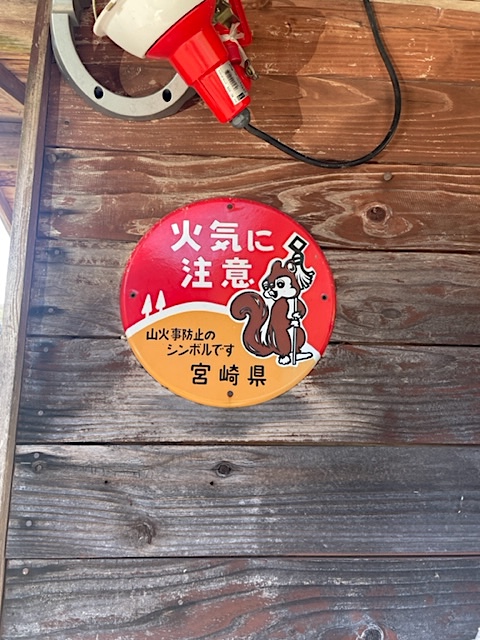 火気に
注意
山火事防止の
シンボルです
宮崎県